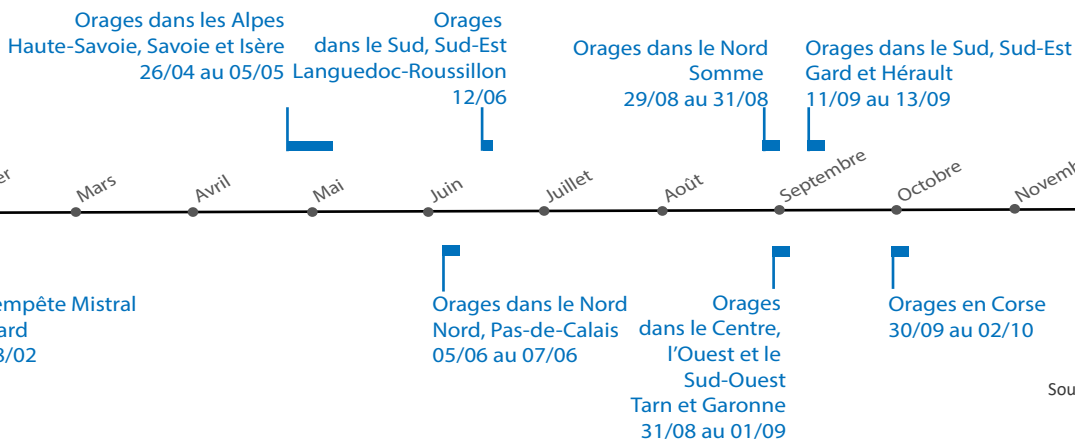 Orages dans les Alpes
Haute-Savoie, Savoie et Isère
26/04 au 05/05
Orages
dans le Sud, Sud-Est
Languedoc-Roussillon
12/06
Orages dans le Nord
Somme
29/08 au 31/08
Orages dans le Sud, Sud-Est
Gard et Hérault
11/09 au 13/09
Mars
Avril
Mai
Juin
Juillet
Août
Septembre
Octobre
Mistral
Orages dans le Nord
Nord, Pas-de-Calais
05/06 au 07/06
Orages
dans le Centre,
l'Ouest et le
Sud-Ouest
Tarn et Garonne
31/08 au 01/09
Orages en Corse
30/09 au 02/10